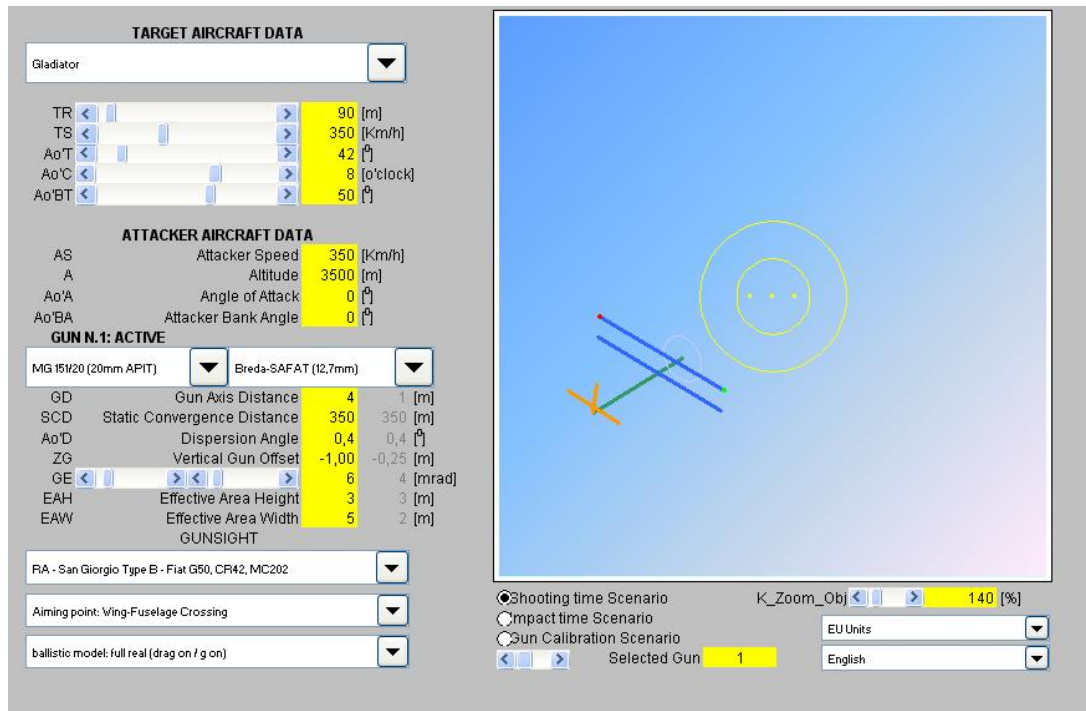 TARGET AIRCRAFT DATA
Gladiator
TR 90 [m]
TS 350 [Km/h]
Ao'T 42 [º]
Ao'C 8 [o'clock]
Ao'BT 50 [º]
ATTACKER AIRCRAFT DATA
AS Attacker Speed 350 [Km/h]
A Altitude 3500 [m]
Ao'A Angle of Attack 0 [º]
Ao'BA Attacker Bank Angle 0 [º]
GUN N.1: ACTIVE
MG 151/20 (20mm APIT) Breda-SAFAT (12,7mm)
GD Gun Axis Distance 4 1 [m]
SCD Static Convergence Distance 350 350 [m]
Ao'D Dispersion Angle 0,4 0,4 [º]
ZG Vertical Gun Offset -1,00 -0,25 [m]
GE 6 4 [mrad]
EAH Effective Area Height 3 3 [m]
EAW Effective Area Width 5 2 [m]
GUNSIGHT
RA - San Giorgio Type B - Fiat G50, CR42, MC202
Aiming point: Wing-Fuselage Crossing
ballistic model: full real (drag on / g on)
Shooting time Scenario
Impact time Scenario
Gun Calibration Scenario
Selected Gun 1
K_Zoom_Obj 140 [%]
EU Units
English